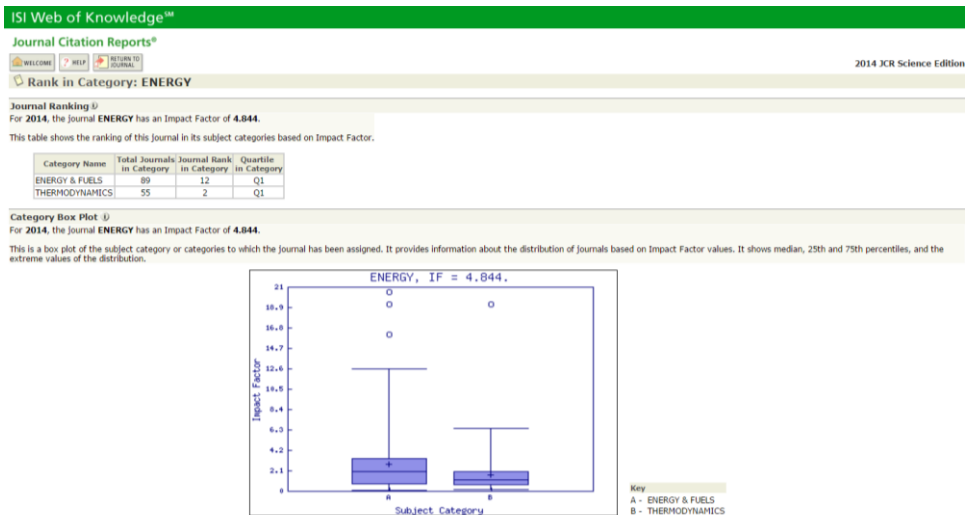 ISI Web of Knowledge℠
Journal Citation Reports®
WELCOME ? HELP RETURN TO JOURNAL
2014 JCR Science Edition
Rank in Category: ENERGY
Journal Ranking
For 2014, the journal ENERGY has an Impact Factor of 4.844.
This table shows the ranking of this journal in its subject categories based on Impact Factor.
Category Name Total Journals in Category Journal Rank in Category Quartile in Category
ENERGY & FUELS 89 12 Q1
THERMODYNAMICS 55 2 Q1
Category Box Plot
For 2014, the journal ENERGY has an Impact Factor of 4.844.
This is a box plot of the subject category or categories to which the journal has been assigned. It provides information about the distribution of journals based on Impact Factor values. It shows median, 25th and 75th percentiles, and the
extreme values of the distribution.
ENERGY, IF = 4.844.
21
18.9
16.8
14.7
12.6
10.5
8.4
6.3
4.2
2.1
0
Impact Factor
A B
Subject Category
Key
A - ENERGY & FUELS
B - THERMODYNAMICS